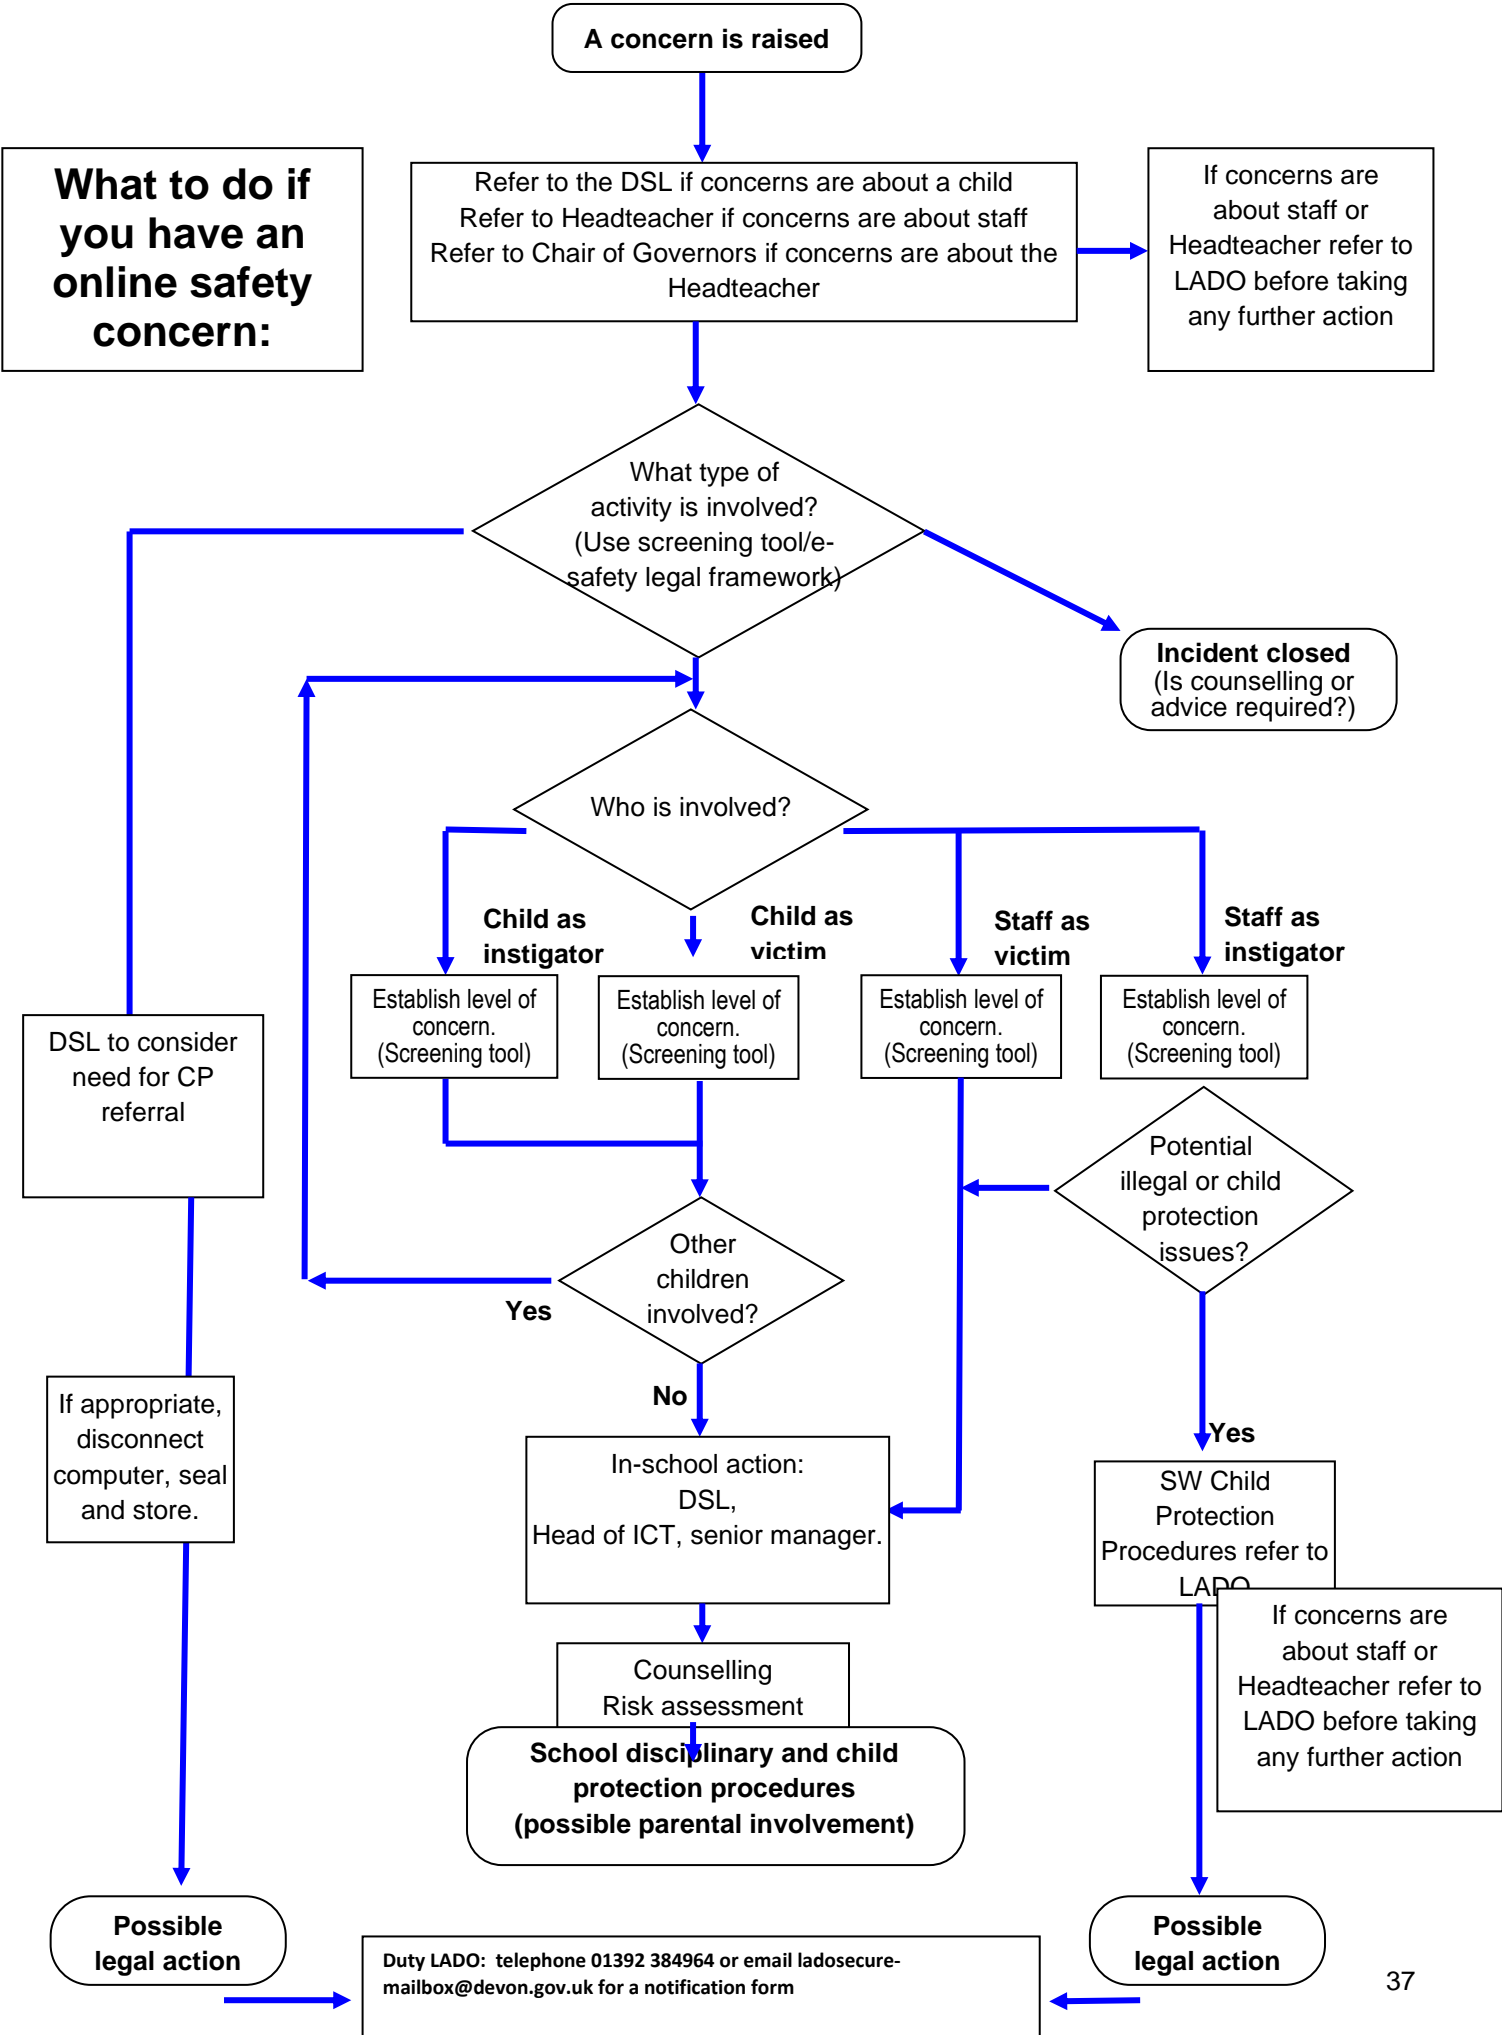 A concern is raised
What to do if
you have an
online safety
concern:
Refer to the DSL if concerns are about a child
Refer to Headteacher if concerns are about staff
Refer to Chair of Governors if concerns are about the
Headteacher
If concerns are
about staff or
Headteacher refer to
LADO before taking
any further action
What type of
activity is involved?
(Use screening tool/e-
safety legal framework)
Incident closed
(Is counselling or
advice required?)
Who is involved?
Child as
instigator
Child as
victim
Staff as
victim
Staff as
instigator
Establish level of
concern.
(Screening tool)
Establish level of
concern.
(Screening tool)
Establish level of
concern.
(Screening tool)
Establish level of
concern.
(Screening tool)
DSL to consider
need for CP
referral
Potential
illegal or child
protection
issues?
Other
children
involved?
Yes
No
If appropriate,
disconnect
computer, seal
and store.
Yes
In-school action:
DSL,
Head of ICT, senior manager.
SW Child
Protection
Procedures refer to
LADO
If concerns are
about staff or
Headteacher refer to
LADO before taking
any further action
Counselling
Risk assessment
School disciplinary and child
protection procedures
(possible parental involvement)
Possible
legal action
Possible
legal action
Duty LADO: telephone 01392 384964 or email ladosecure-
mailbox@devon.gov.uk for a notification form
37